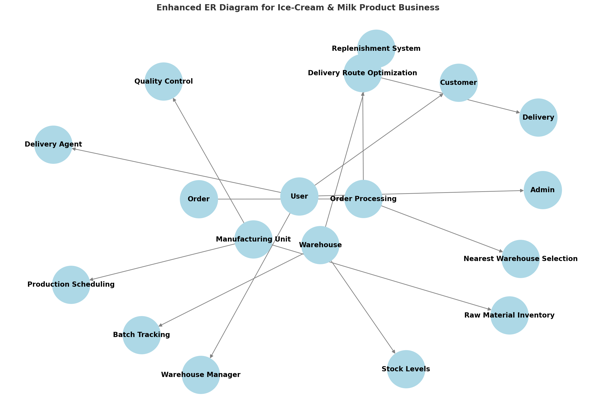 Enhanced ER Diagram for Ice-Cream & Milk Product Business
Replenishment System
Delivery Route Optimization
Quality Control
Customer
Delivery
Delivery Agent
Admin
User
Order
Order Processing
Manufacturing Unit
Warehouse
Nearest Warehouse Selection
Production Scheduling
Raw Material Inventory
Batch Tracking
Stock Levels
Warehouse Manager